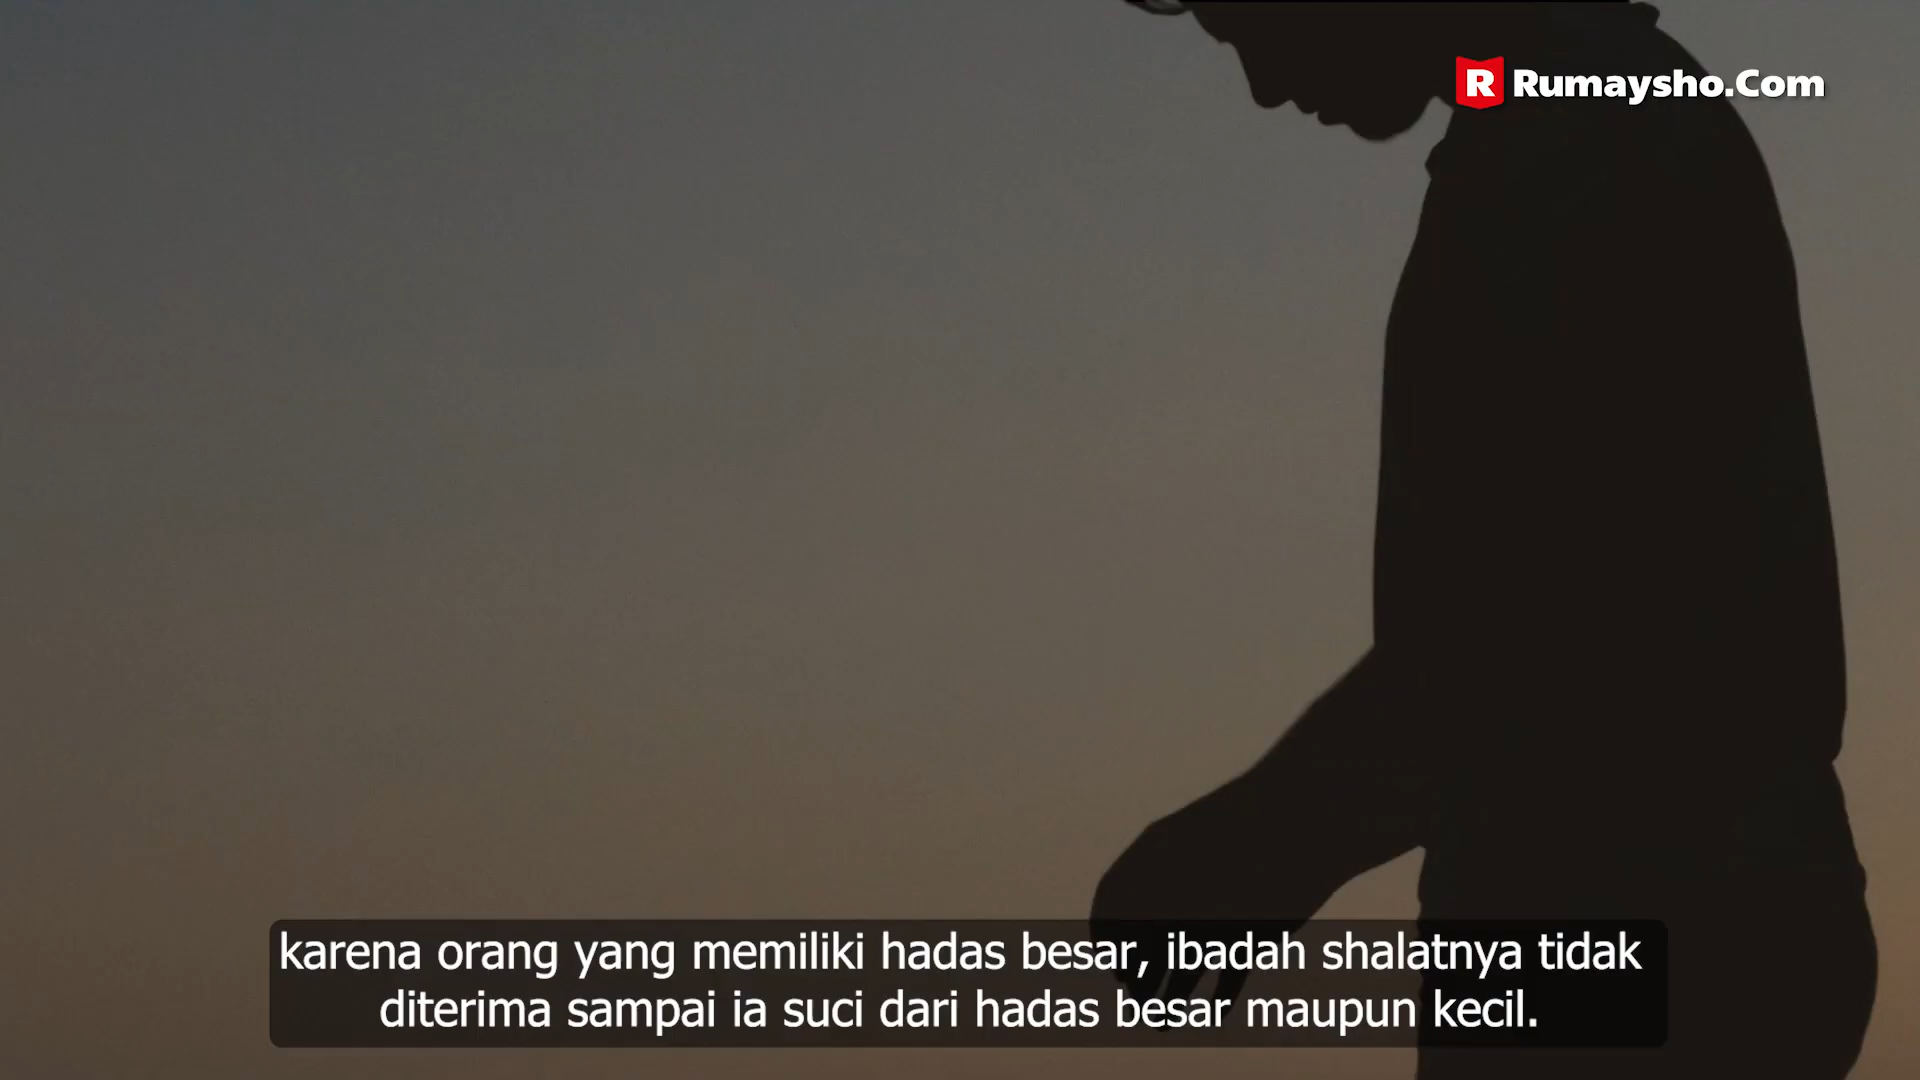 R Rumaysho.Com
karena orang yang memiliki hadas besar, ibadah shalatnya tidak
diterima sampai ia suci dari hadas besar maupun kecil.